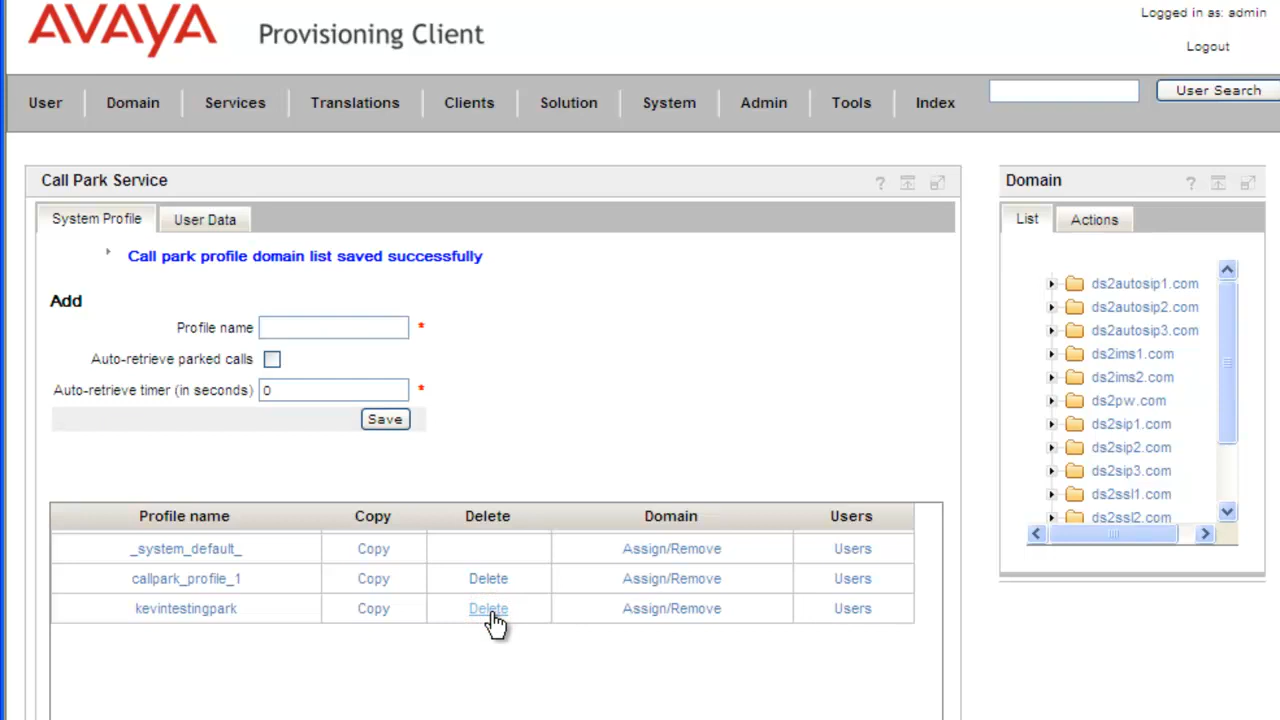 AVAYA Provisioning Client
Logged in as: admin
Logout
User Domain Services Translations Clients Solution System Admin Tools Index User Search
Call Park Service ?
System Profile User Data
Call park profile domain list saved successfully
Add
Profile name *
Auto-retrieve parked calls
Auto-retrieve timer (in seconds) 0 *
Save
Profile name Copy Delete Domain Users
_system_default_ Copy Assign/Remove Users
callpark_profile_1 Copy Delete Assign/Remove Users
kevintestingpark Copy Delete Assign/Remove Users
Domain ?
List Actions
ds2autosip1.com
ds2autosip2.com
ds2autosip3.com
ds2ims1.com
ds2ims2.com
ds2pw.com
ds2sip1.com
ds2sip2.com
ds2sip3.com
ds2ssl1.com
ds2ssl2.com